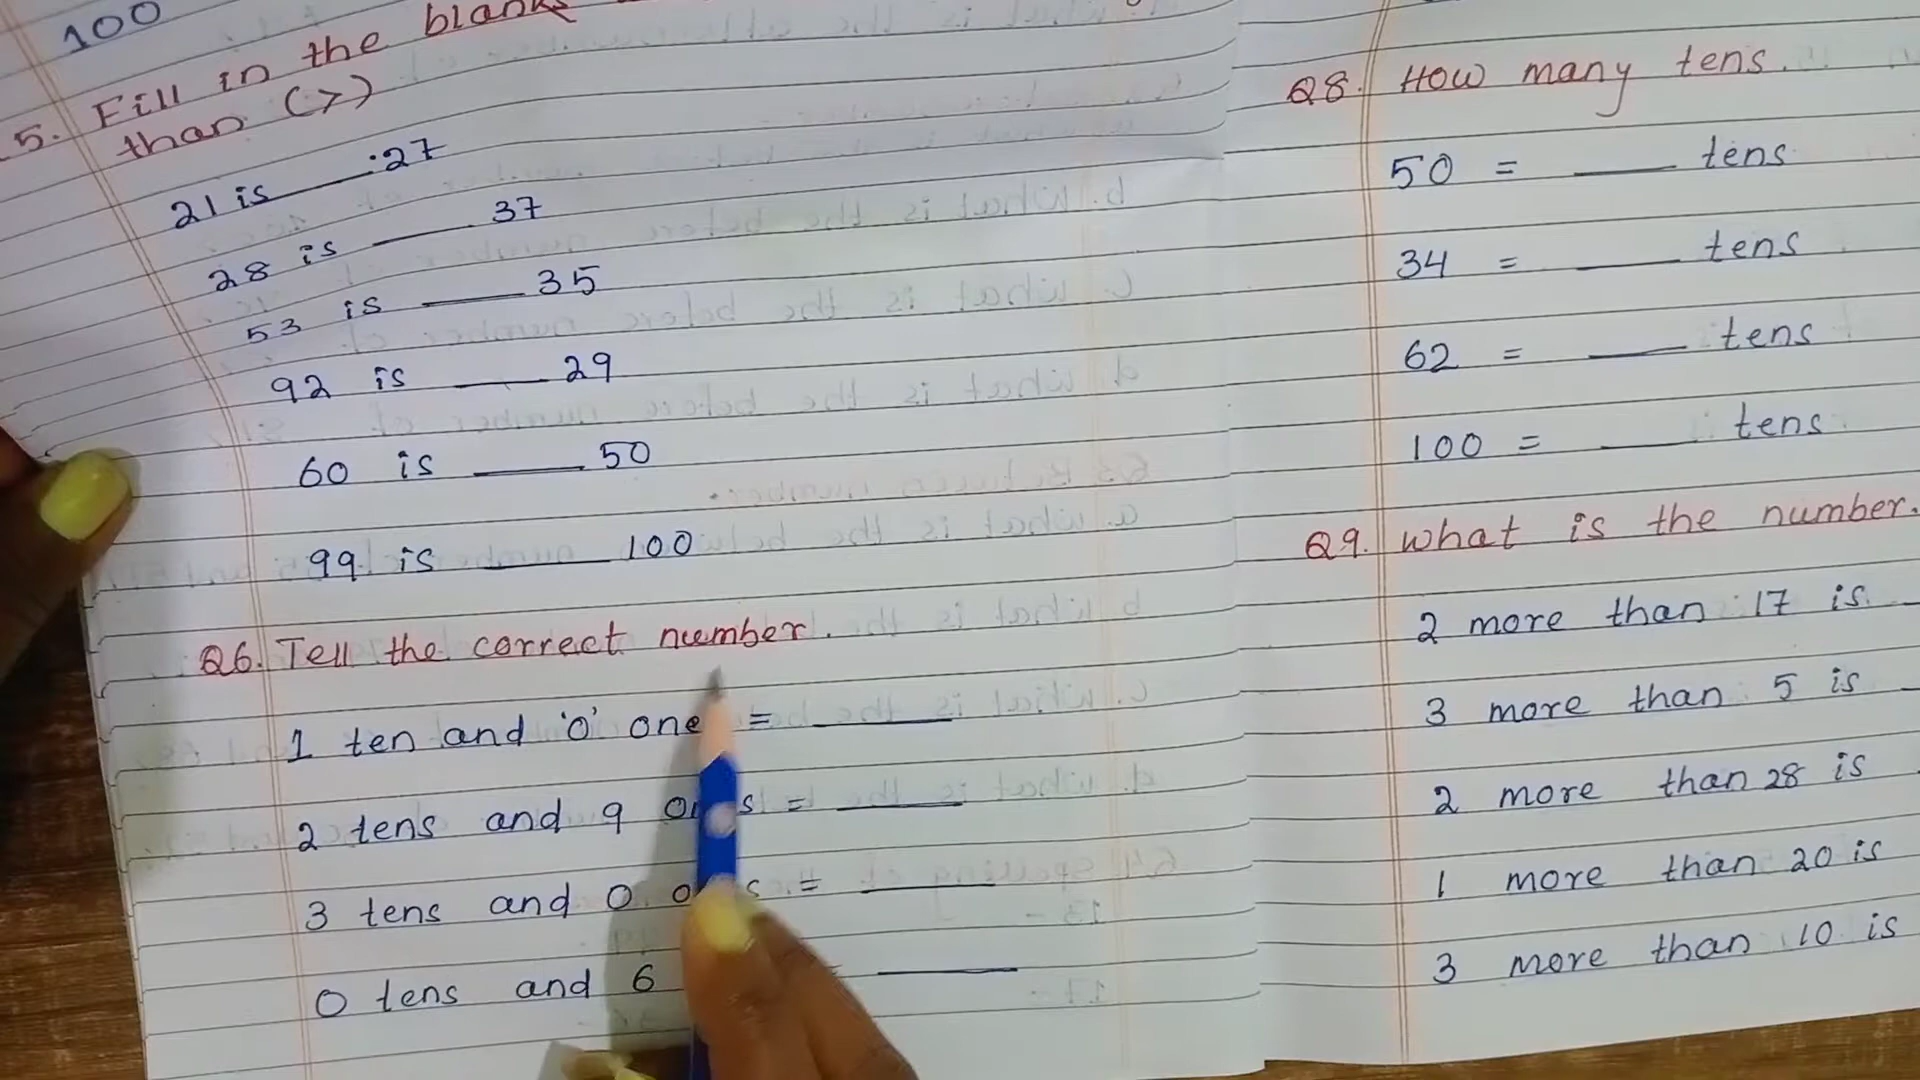 100
5. Fill in the blanks
than (>)
21 is ____ 27
28 is ____ 37
53 is ____ 35
92 is ____ 29
60 is ____ 50
99 is ____ 100
Q6. Tell the correct number.
1 ten and '0' one =
2 tens and 9 =
3 tens and 0 =
0 tens and 6
Q8. How many tens.
50 = ____ tens
34 = ____ tens
62 = ____ tens
100 = ____ tens
Q9. What is the number.
2 more than 17 is
3 more than 5 is
2 more than 28 is
1 more than 20 is
3 more than 10 is